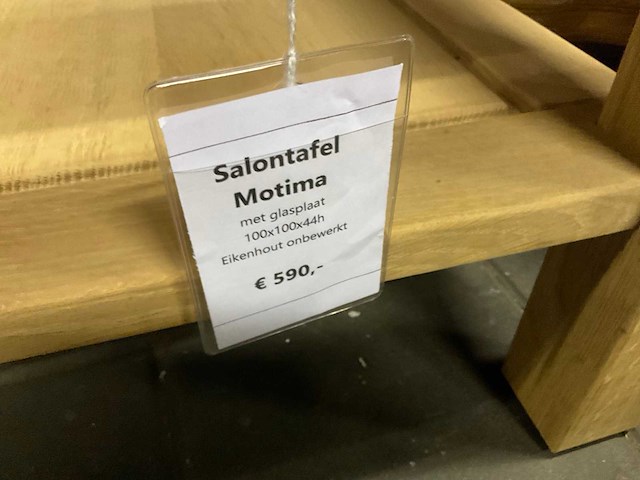 Salontafel
Motima
met glasplaat
100x100x44h
Eikenhout onbewerkt
€ 590,-